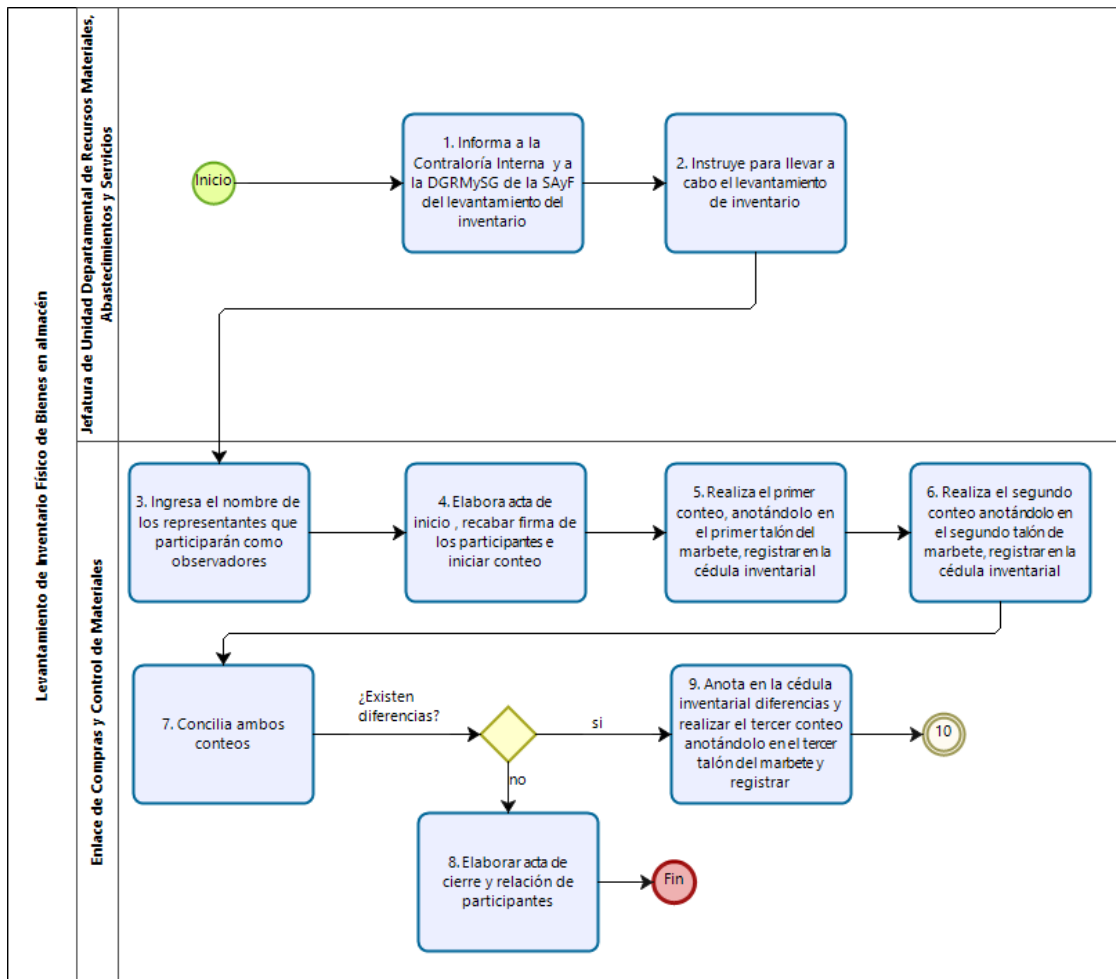 Levantamiento de Inventario Físico de Bienes en almacén
Jefatura de Unidad Departamental de Recursos Materiales,
Abastecimientos y Servicios
Inicio
1. Informa a la
Contraloría Interna y a
la DGRMySG de la SAyF
del levantamiento del
inventario
2. Instruye para llevar a
cabo el levantamiento
de inventario
Enlace de Compras y Control de Materiales
3. Ingresa el nombre de
los representantes que
participarán como
observadores
4. Elabora acta de
inicio , recabar firma de
los participantes e
iniciar conteo
5. Realiza el primer
conteo, anotándolo en
el primer talón del
marbete, registrar en la
cédula inventarial
6. Realiza el segundo
conteo anotándolo en
el segundo talón de
marbete, registrar en la
cédula inventarial
7. Concilia ambos
conteos
¿Existen
diferencias?
si
no
9. Anota en la cédula
inventarial diferencias y
realizar el tercer conteo
anotándolo en el tercer
talón del marbete y
registrar
10
8. Elaborar acta de
cierre y relación de
participantes
Fin